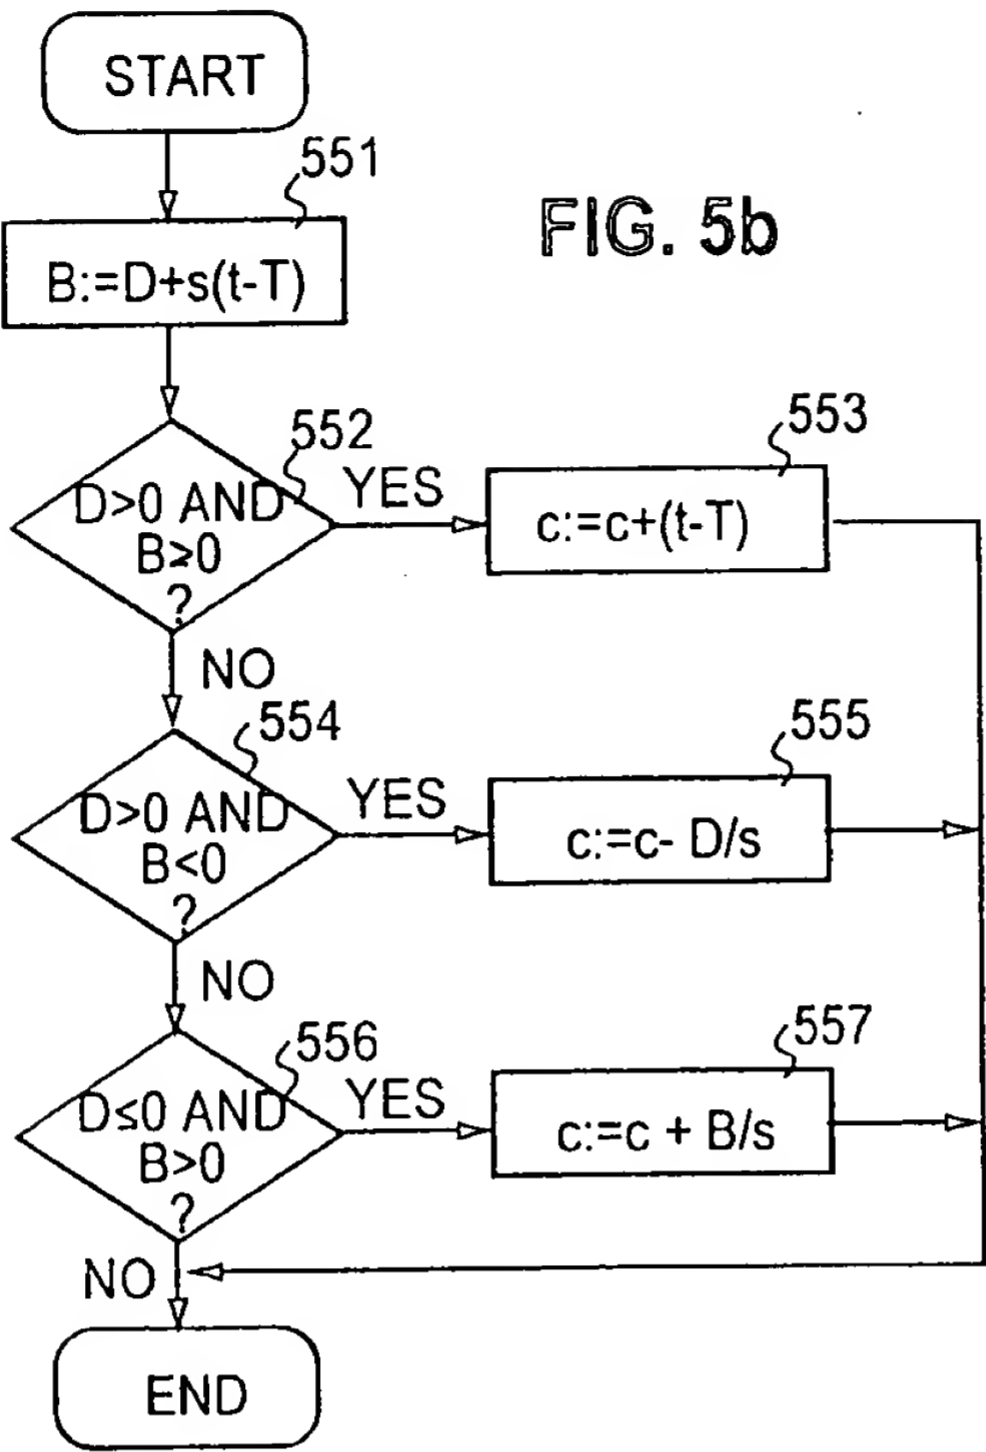 START
551
FIG. 5b
B:=D+s(t-T)
552
553
D>0 AND
B≥0
?
YES
c:=c+(t-T)
NO
554
555
D>0 AND
B<0
?
YES
c:=c- D/s
NO
556
557
D≤0 AND
B>0
?
YES
c:=c + B/s
NO
END